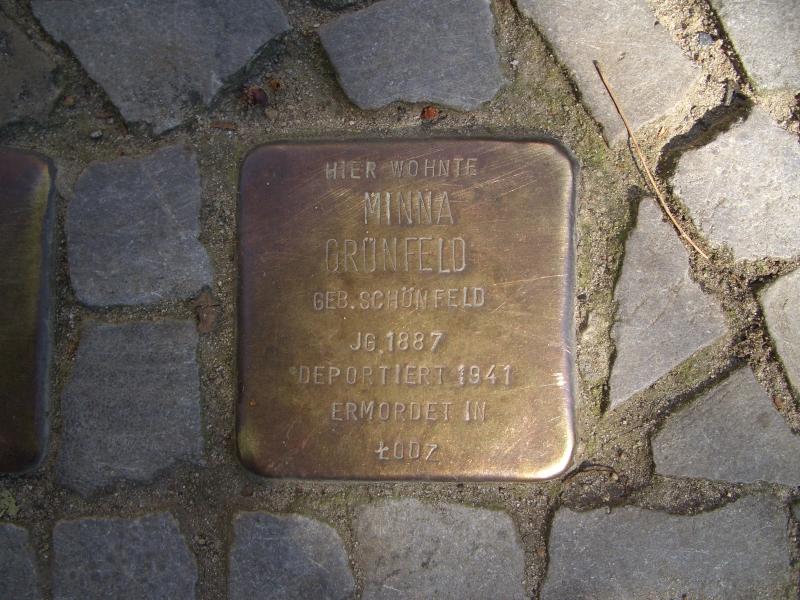 HIER WOHNTE
MINNA
GRÜNFELD
GEB. SCHÖNFELD
JG. 1887
DEPORTIERT 1941
ERMORDET IN
ŁODZ